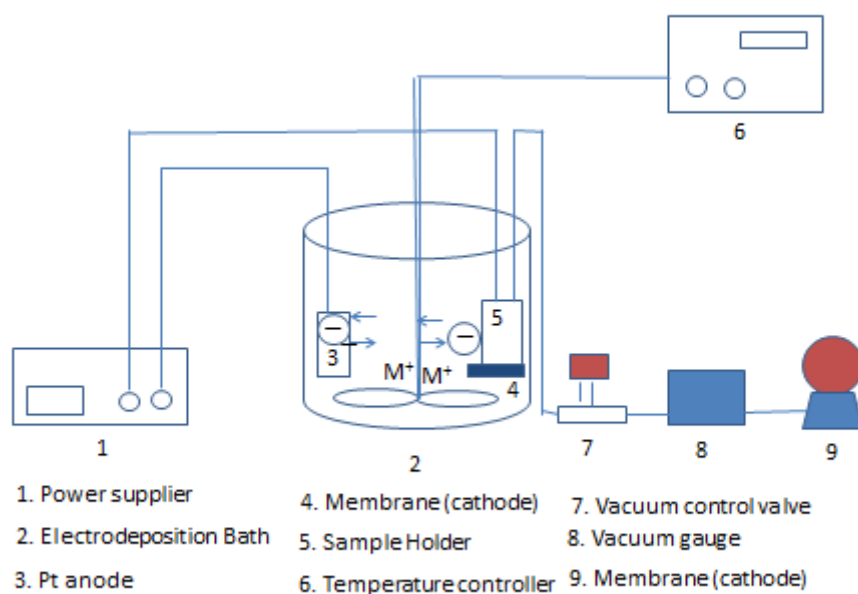 6
5
3
M⁺ M⁺
4
1
2
7
8
9
1. Power supplier
2. Electrodeposition Bath
3. Pt anode
4. Membrane (cathode)
5. Sample Holder
6. Temperature controller
7. Vacuum control valve
8. Vacuum gauge
9. Membrane (cathode)